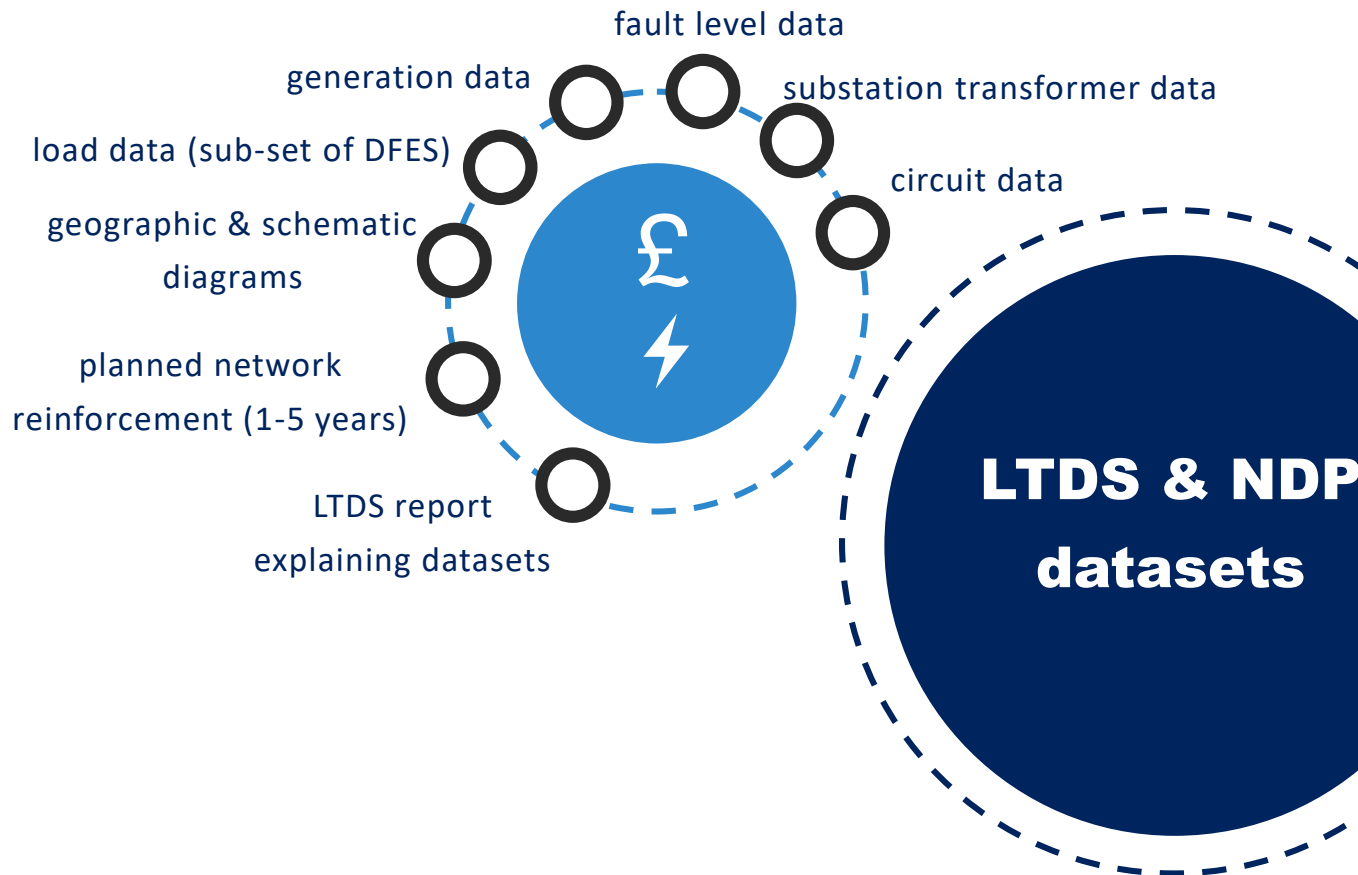 fault level data
generation data
substation transformer data
load data (sub-set of DFES)
circuit data
geographic & schematic
diagrams
£
planned network
reinforcement (1-5 years)
LTDS report
explaining datasets
LTDS & NDP
datasets